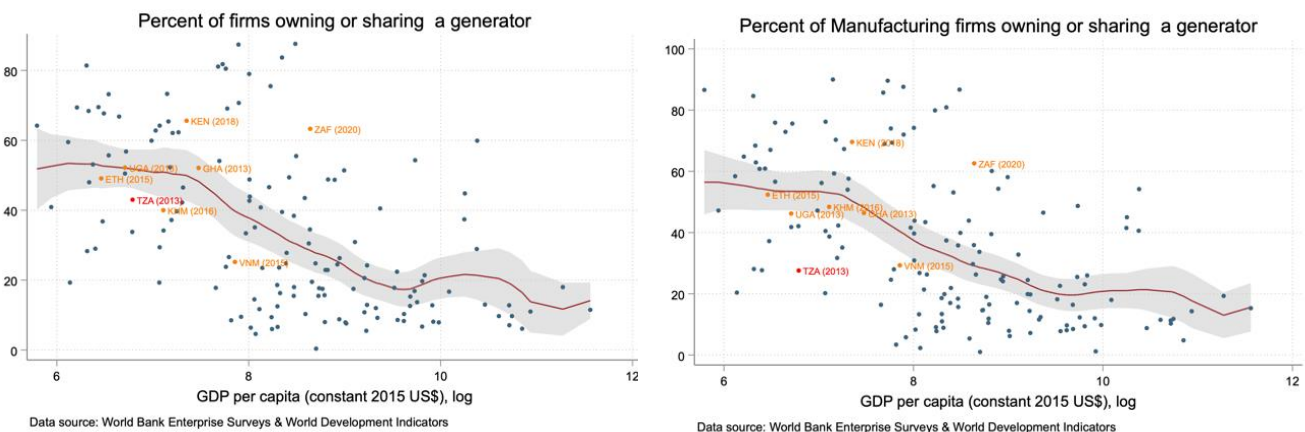 Percent of firms owning or sharing a generator
80
60
40
20
0
KEN (2018)
ZAF (2020)
GHA (2013)
ETH (2015)
TZA (2013)
KHM (2016)
VNM (2015)
6
8
10
12
GDP per capita (constant 2015 US$), log
Data source: World Bank Enterprise Surveys & World Development Indicators
Percent of Manufacturing firms owning or sharing a generator
100
80
60
40
20
0
KEN (2018)
ZAF (2020)
ETH (2015)
KHM (2016)
UGA (2013)
GHA (2013)
TZA (2013)
VNM (2015)
6
8
10
12
GDP per capita (constant 2015 US$), log
Data source: World Bank Enterprise Surveys & World Development Indicators